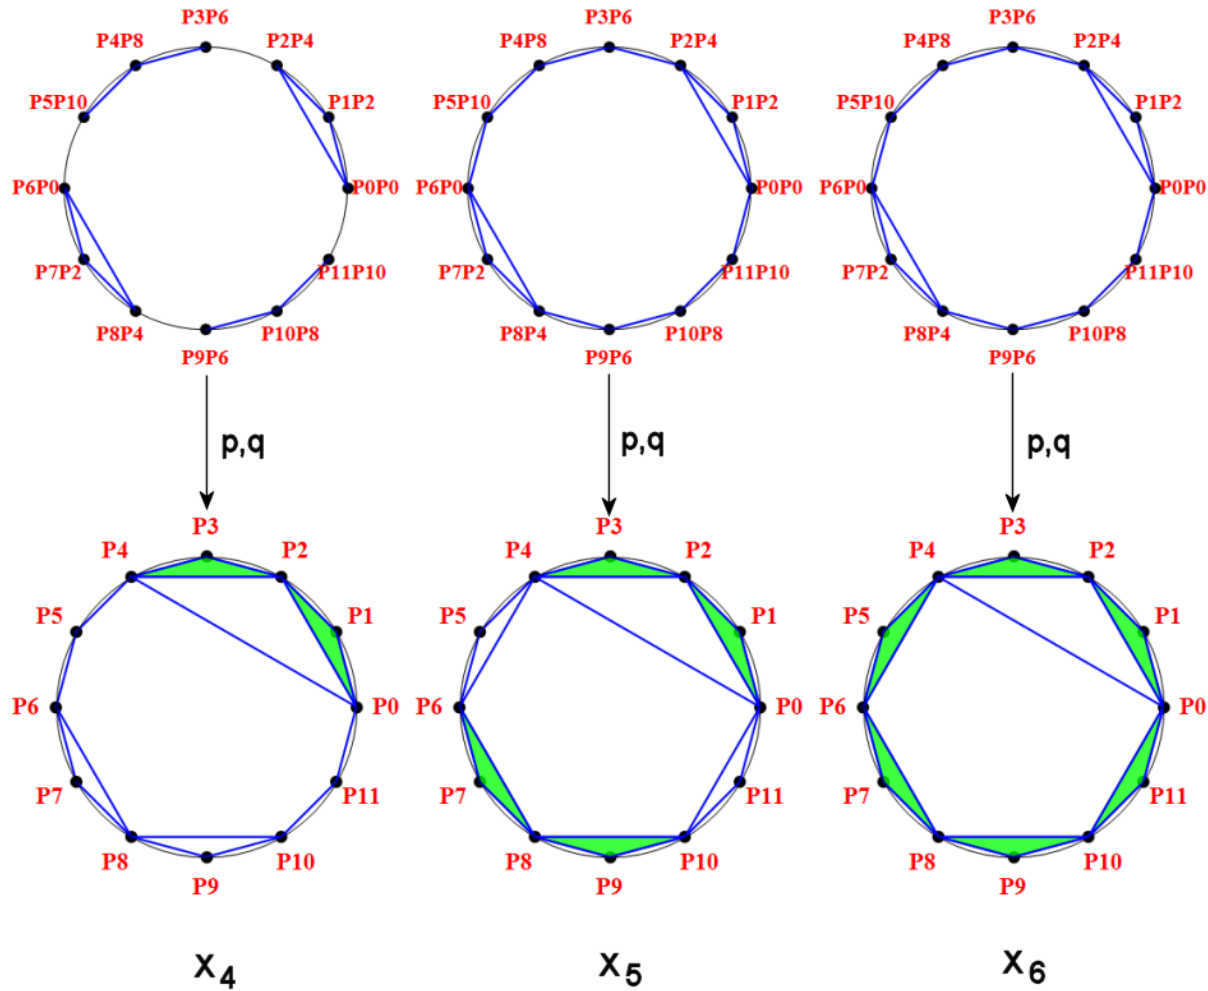 P3P6 P3P6 P3P6
P4P8 P2P4 P4P8 P2P4 P4P8 P2P4
P5P10 P1P2 P5P10 P1P2 P5P10 P1P2
P6P0 P0P0 P6P0 P0P0 P6P0 P0P0
P7P2 P11P10 P7P2 P11P10 P7P2 P11P10
P8P4 P10P8 P8P4 P10P8 P8P4 P10P8
P9P6 P9P6 P9P6
p,q p,q p,q
P3 P3 P3
P4 P2 P4 P2 P4 P2
P5 P1 P5 P1 P5 P1
P6 P0 P6 P0 P6 P0
P7 P11 P7 P11 P7 P11
P8 P10 P8 P10 P8 P10
P9 P9 P9
x₄ x₅ x₆